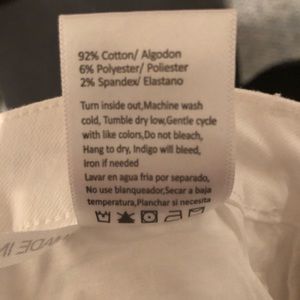 92% Cotton/ Algodon
6% Polyester/ Poliester
2% Spandex/ Elastano
Turn inside out,Machine wash
cold, Tumble dry low,Gentle cycle
with like colors,Do not bleach,
Hang to dry, Indigo will bleed,
iron if needed
Lavar en agua fria por separado,
No use blanqueador,Secar a baja
temperatura,Planchar si necesita
MADE IN